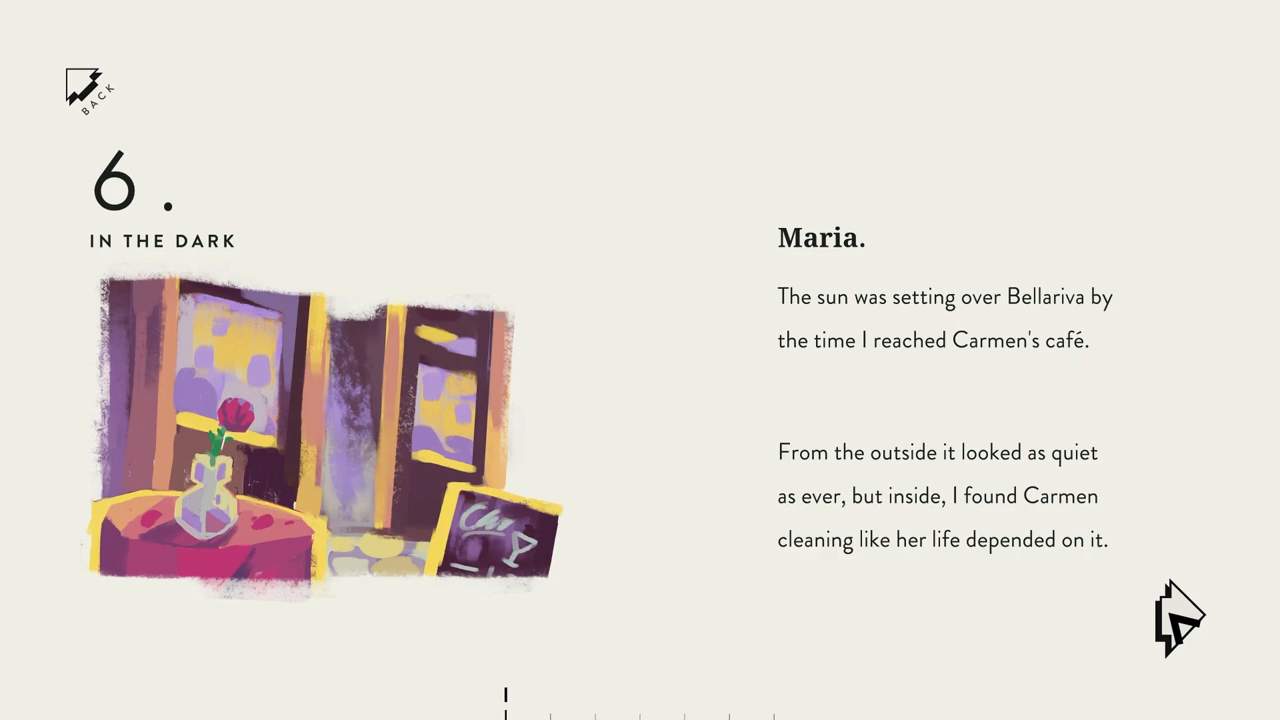 BACK
6.
IN THE DARK
Maria.
The sun was setting over Bellariva by
the time I reached Carmen's café.
From the outside it looked as quiet
as ever, but inside, I found Carmen
cleaning like her life depended on it.